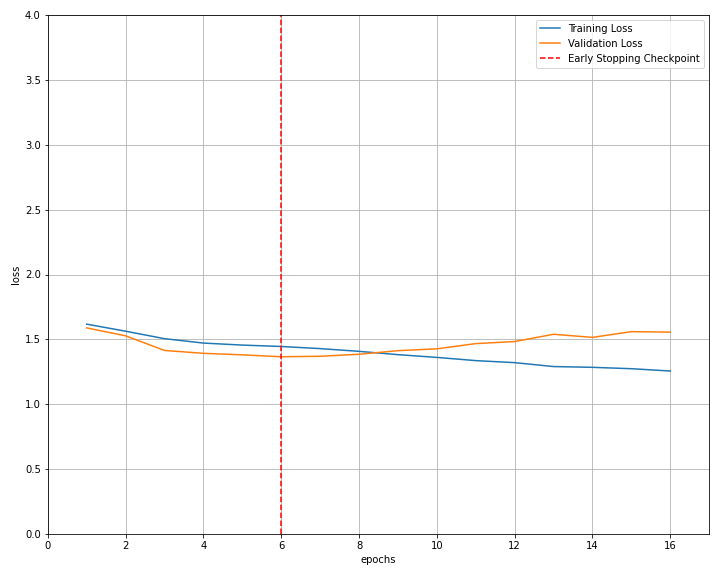 Training Loss
Validation Loss
Early Stopping Checkpoint
4.0
3.5
3.0
2.5
2.0
1.5
1.0
0.5
0.0
loss
0 2 4 6 8 10 12 14 16
epochs